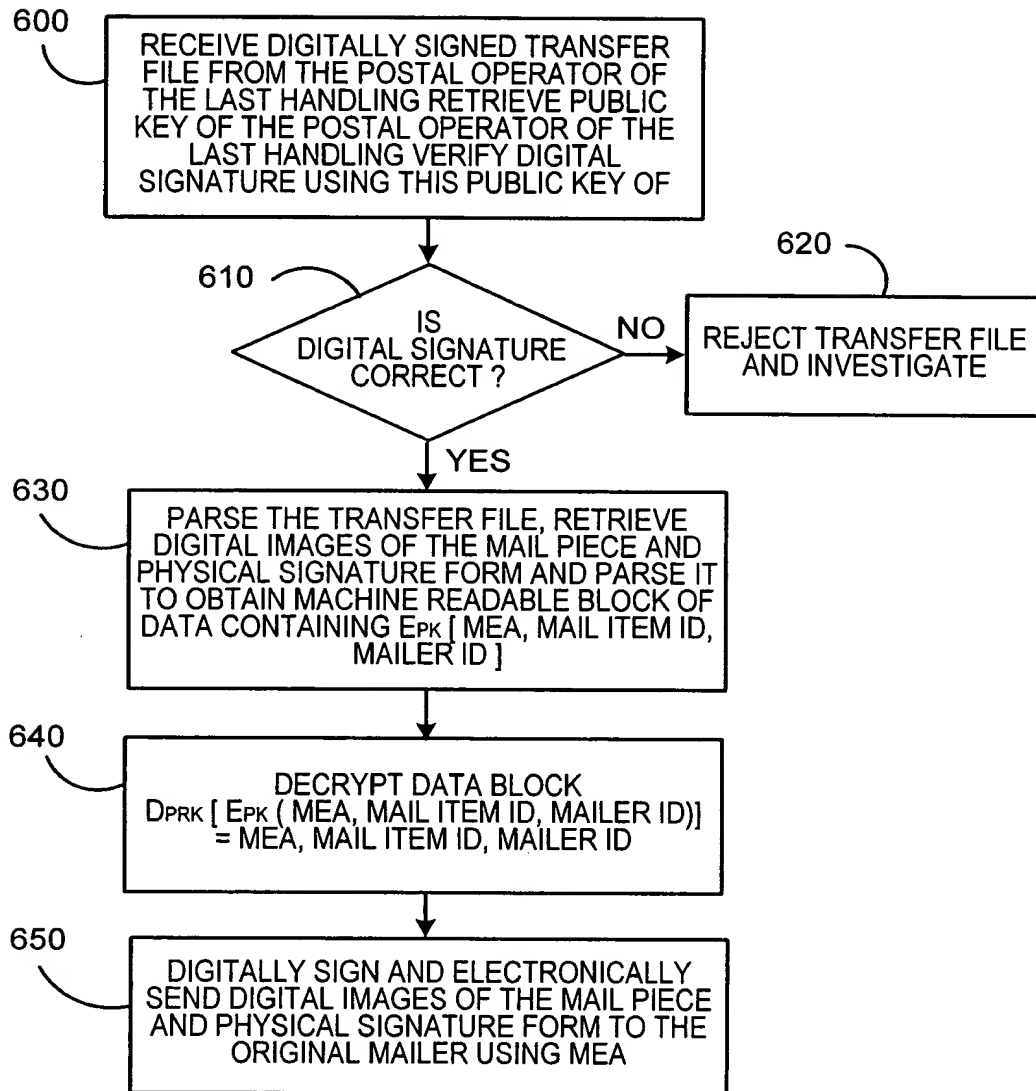 600
RECEIVE DIGITALLY SIGNED TRANSFER
FILE FROM THE POSTAL OPERATOR OF
THE LAST HANDLING RETRIEVE PUBLIC
KEY OF THE POSTAL OPERATOR OF THE
LAST HANDLING VERIFY DIGITAL
SIGNATURE USING THIS PUBLIC KEY OF
610
IS
DIGITAL SIGNATURE
CORRECT ?
NO
620
REJECT TRANSFER FILE
AND INVESTIGATE
YES
630
PARSE THE TRANSFER FILE, RETRIEVE
DIGITAL IMAGES OF THE MAIL PIECE AND
PHYSICAL SIGNATURE FORM AND PARSE IT
TO OBTAIN MACHINE READABLE BLOCK OF
DATA CONTAINING EPK [ MEA, MAIL ITEM ID,
MAILER ID ]
640
DECRYPT DATA BLOCK
DPRK [ EPK ( MEA, MAIL ITEM ID, MAILER ID)]
= MEA, MAIL ITEM ID, MAILER ID
650
DIGITALLY SIGN AND ELECTRONICALLY
SEND DIGITAL IMAGES OF THE MAIL PIECE
AND PHYSICAL SIGNATURE FORM TO THE
ORIGINAL MAILER USING MEA